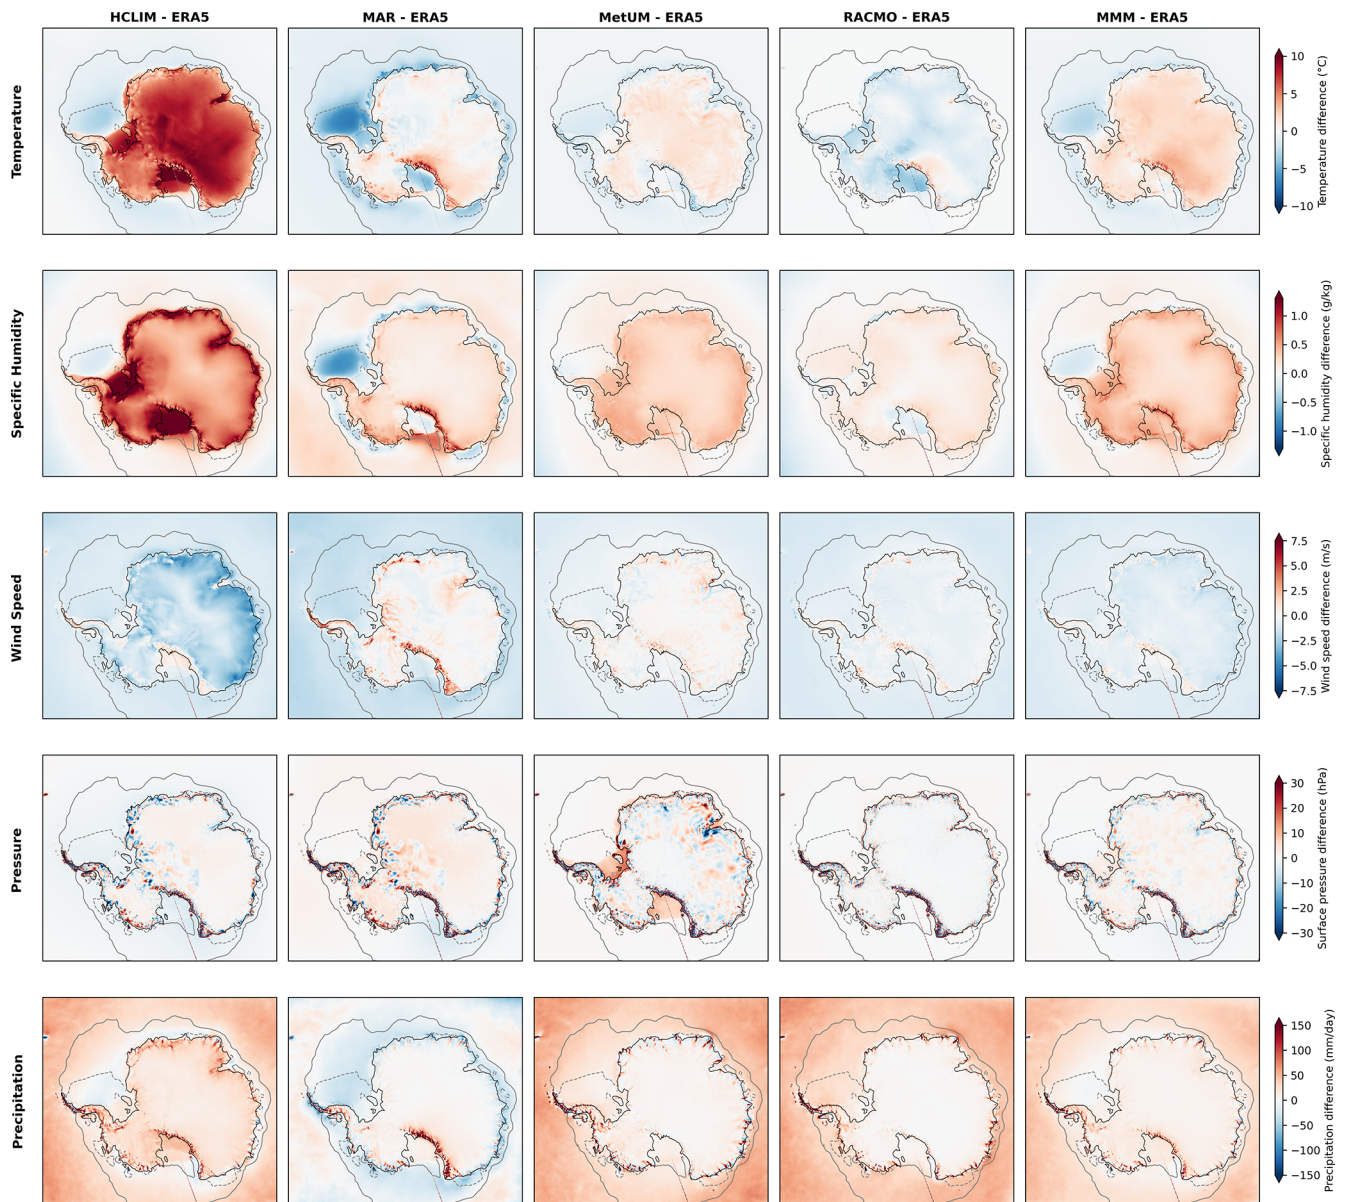 HCLIM - ERA5
MAR - ERA5
MetUM - ERA5
RACMO - ERA5
MMM - ERA5
Temperature
10
5
0
−5
−10
Temperature difference (°C)
Specific Humidity
1.0
0.5
0.0
−0.5
−1.0
Specific humidity difference (g/kg)
Wind Speed
7.5
5.0
2.5
0.0
−2.5
−5.0
−7.5
Wind speed difference (m/s)
Pressure
30
20
10
0
−10
−20
−30
Surface pressure difference (hPa)
Precipitation
150
100
50
0
−50
−100
−150
Precipitation difference (mm/day)